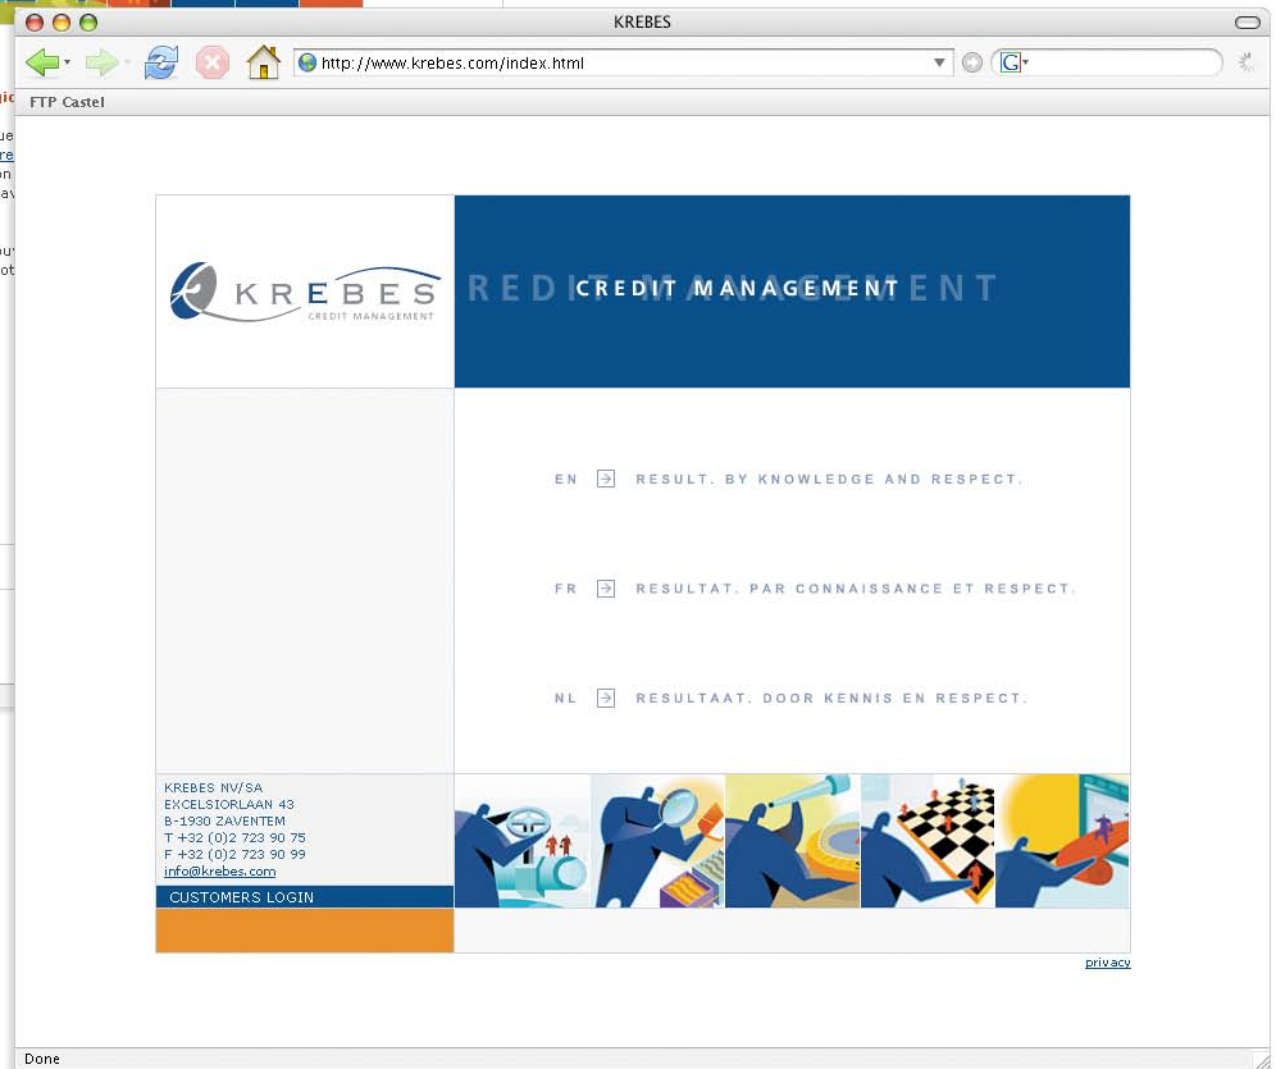 KREBES
http://www.krebes.com/index.html
FTP Castel
KREBES
CREDIT MANAGEMENT
REDIT MANAGEMENT
CREDIT MANAGEMENT
EN RESULT. BY KNOWLEDGE AND RESPECT.
FR RESULTAT. PAR CONNAISSANCE ET RESPECT.
NL RESULTAAT. DOOR KENNIS EN RESPECT.
KREBES NV/SA
EXCELSIORLAAN 43
B-1930 ZAVENTEM
T +32 (0)2 723 90 75
F +32 (0)2 723 90 99
info@krebes.com
CUSTOMERS LOGIN
privacy
Done